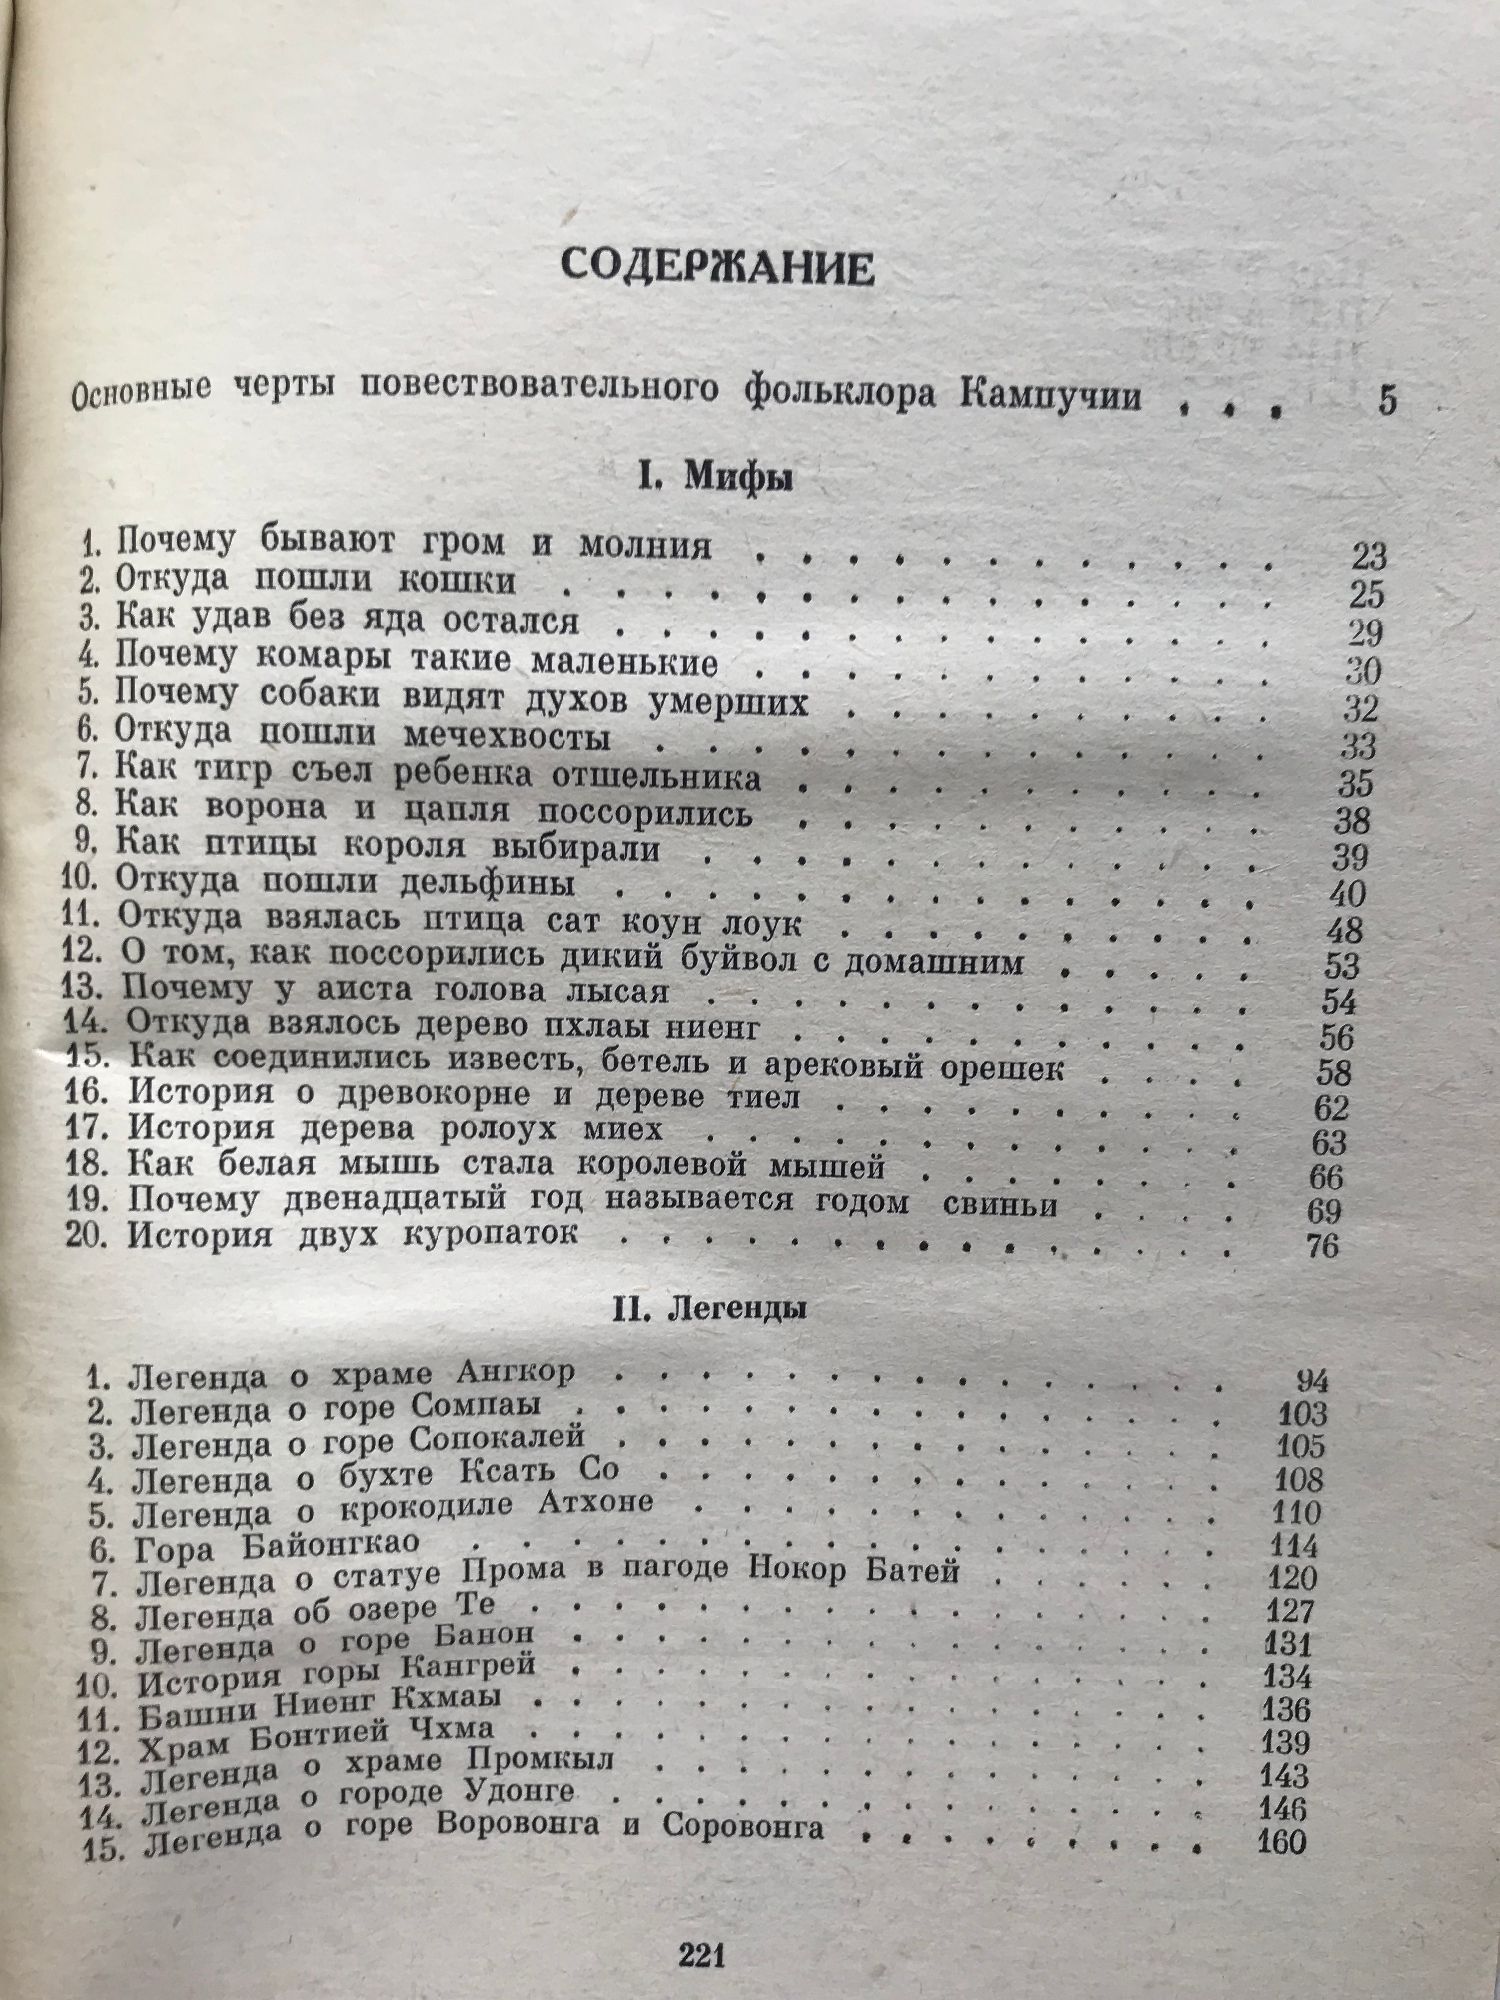 СОДЕРЖАНИЕ
Основные черты повествовательного фольклора Кампучии . . . 5
I. Мифы
1. Почему бывают гром и молния . . . . . . . . . . . . 23
2. Откуда пошли кошки . . . . . . . . . . . . . . . . 25
3. Как удав без яда остался . . . . . . . . . . . . . . . 29
4. Почему комары такие маленькие . . . . . . . . . . . . 30
5. Почему собаки видят духов умерших . . . . . . . . . . 32
6. Откуда пошли мечехвосты . . . . . . . . . . . . . . 33
7. Как тигр съел ребенка отшельника . . . . . . . . . . . 35
8. Как ворона и цапля поссорились . . . . . . . . . . . 38
9. Как птицы короля выбирали . . . . . . . . . . . . . 39
10. Откуда пошли дельфины . . . . . . . . . . . . . . . 40
11. Откуда взялась птица сат коун лоук . . . . . . . . . . 48
12. О том, как поссорились дикий буйвол с домашним . . . . . 53
13. Почему у аиста голова лысая . . . . . . . . . . . . . 54
14. Откуда взялось дерево пхлаы ниенг . . . . . . . . . . . 56
15. Как соединились известь, бетель и арековый орешек . . . . 58
16. История о древокорне и дереве тиел . . . . . . . . . . 62
17. История дерева ролоух миех . . . . . . . . . . . . . 63
18. Как белая мышь стала королевой мышей . . . . . . . . 66
19. Почему двенадцатый год называется годом свиньи . . . . 69
20. История двух куропаток . . . . . . . . . . . . . . . 76
II. Легенды
1. Легенда о храме Ангкор . . . . . . . . . . . . . . . 94
2. Легенда о горе Сомпаы . . . . . . . . . . . . . . . . 103
3. Легенда о горе Сопокалей . . . . . . . . . . . . . . . 105
4. Легенда о бухте Ксать Со . . . . . . . . . . . . . . 108
5. Легенда о крокодиле Атхоне . . . . . . . . . . . . . 110
6. Гора Байонгкао . . . . . . . . . . . . . . . . . . 114
7. Легенда о статуе Прома в пагоде Нокор Батей . . . . . . 120
8. Легенда об озере Те . . . . . . . . . . . . . . . . . 127
9. Легенда о горе Банон . . . . . . . . . . . . . . . . 131
10. История горы Кангрей . . . . . . . . . . . . . . . . 134
11. Башни Ниенг Кхмаы . . . . . . . . . . . . . . . . . 136
12. Храм Бонтией Чхма . . . . . . . . . . . . . . . . . 139
13. Легенда о храме Промкыл . . . . . . . . . . . . . . 143
14. Легенда о городе Удонге . . . . . . . . . . . . . . . 146
15. Легенда о горе Воровонга и Соровонга . . . . . . . . . 160
221